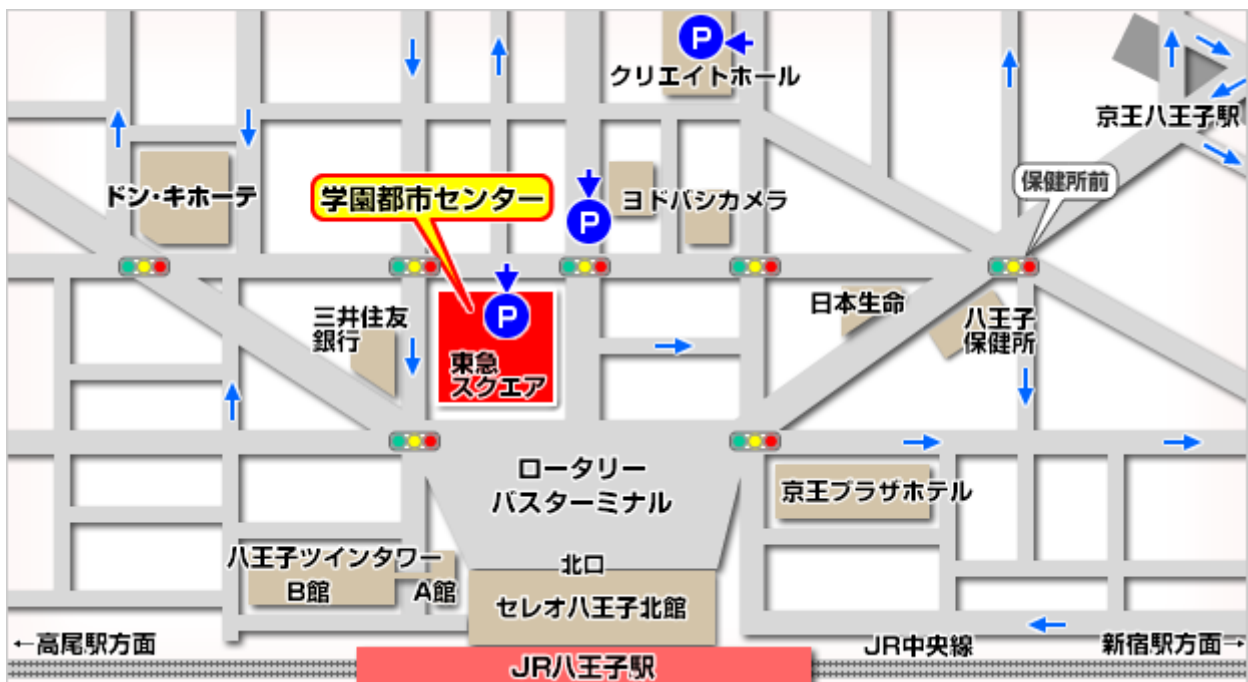 P
クリエイトホール
京王八王子駅
ドン・キホーテ
学園都市センター
ヨドバシカメラ
保健所前
P
P
三井住友
銀行
日本生命
八王子
保健所
東急
スクエア
ロータリー
バスターミナル
京王プラザホテル
八王子ツインタワー
B館
A館
北口
セレオ八王子北館
←高尾駅方面
JR中央線
新宿駅方面→
JR八王子駅